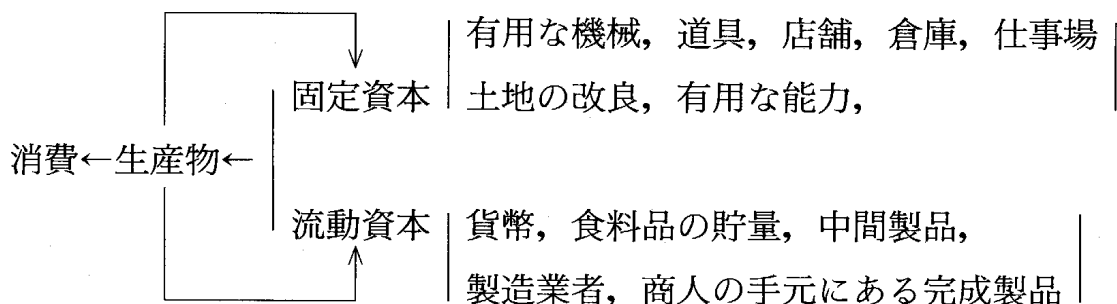 有用な機械，道具，店舗，倉庫，仕事場
固定資本
土地の改良，有用な能力，
消費←生産物←
流動資本
貨幣，食料品の貯量，中間製品，
製造業者，商人の手元にある完成製品